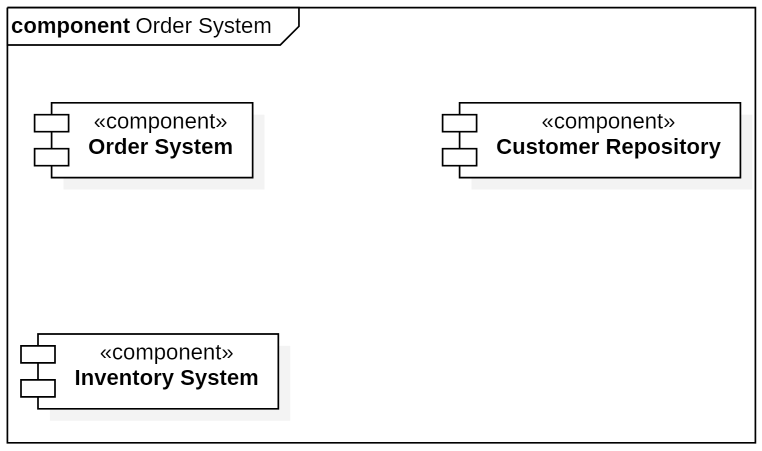 component Order System
«component»
Order System
«component»
Customer Repository
«component»
Inventory System